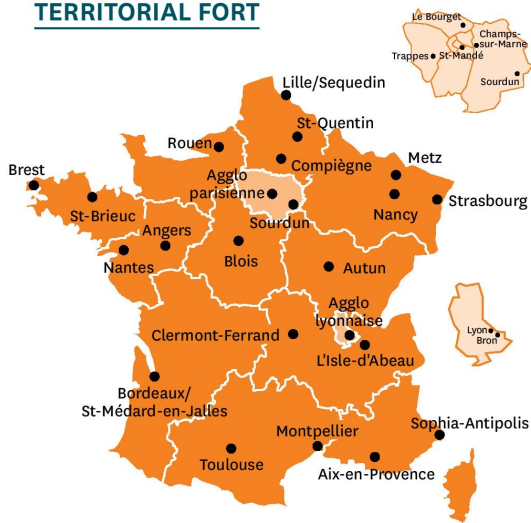 TERRITORIAL FORT
Le Bourget
Champs-
sur-Marne
Trappes
St-Mandé
Sourdun
Lille/Sequedin
St-Quentin
Rouen
Compiègne
Metz
Brest
Agglo
parisienne
St-Brieuc
Nancy
Strasbourg
Sourdun
Angers
Nantes
Blois
Autun
Agglo
lyonnaise
Lyon
Bron
Clermont-Ferrand
L'Isle-d'Abeau
Bordeaux/
St-Médard-en-Jalles
Sophia-Antipolis
Montpellier
Toulouse
Aix-en-Provence